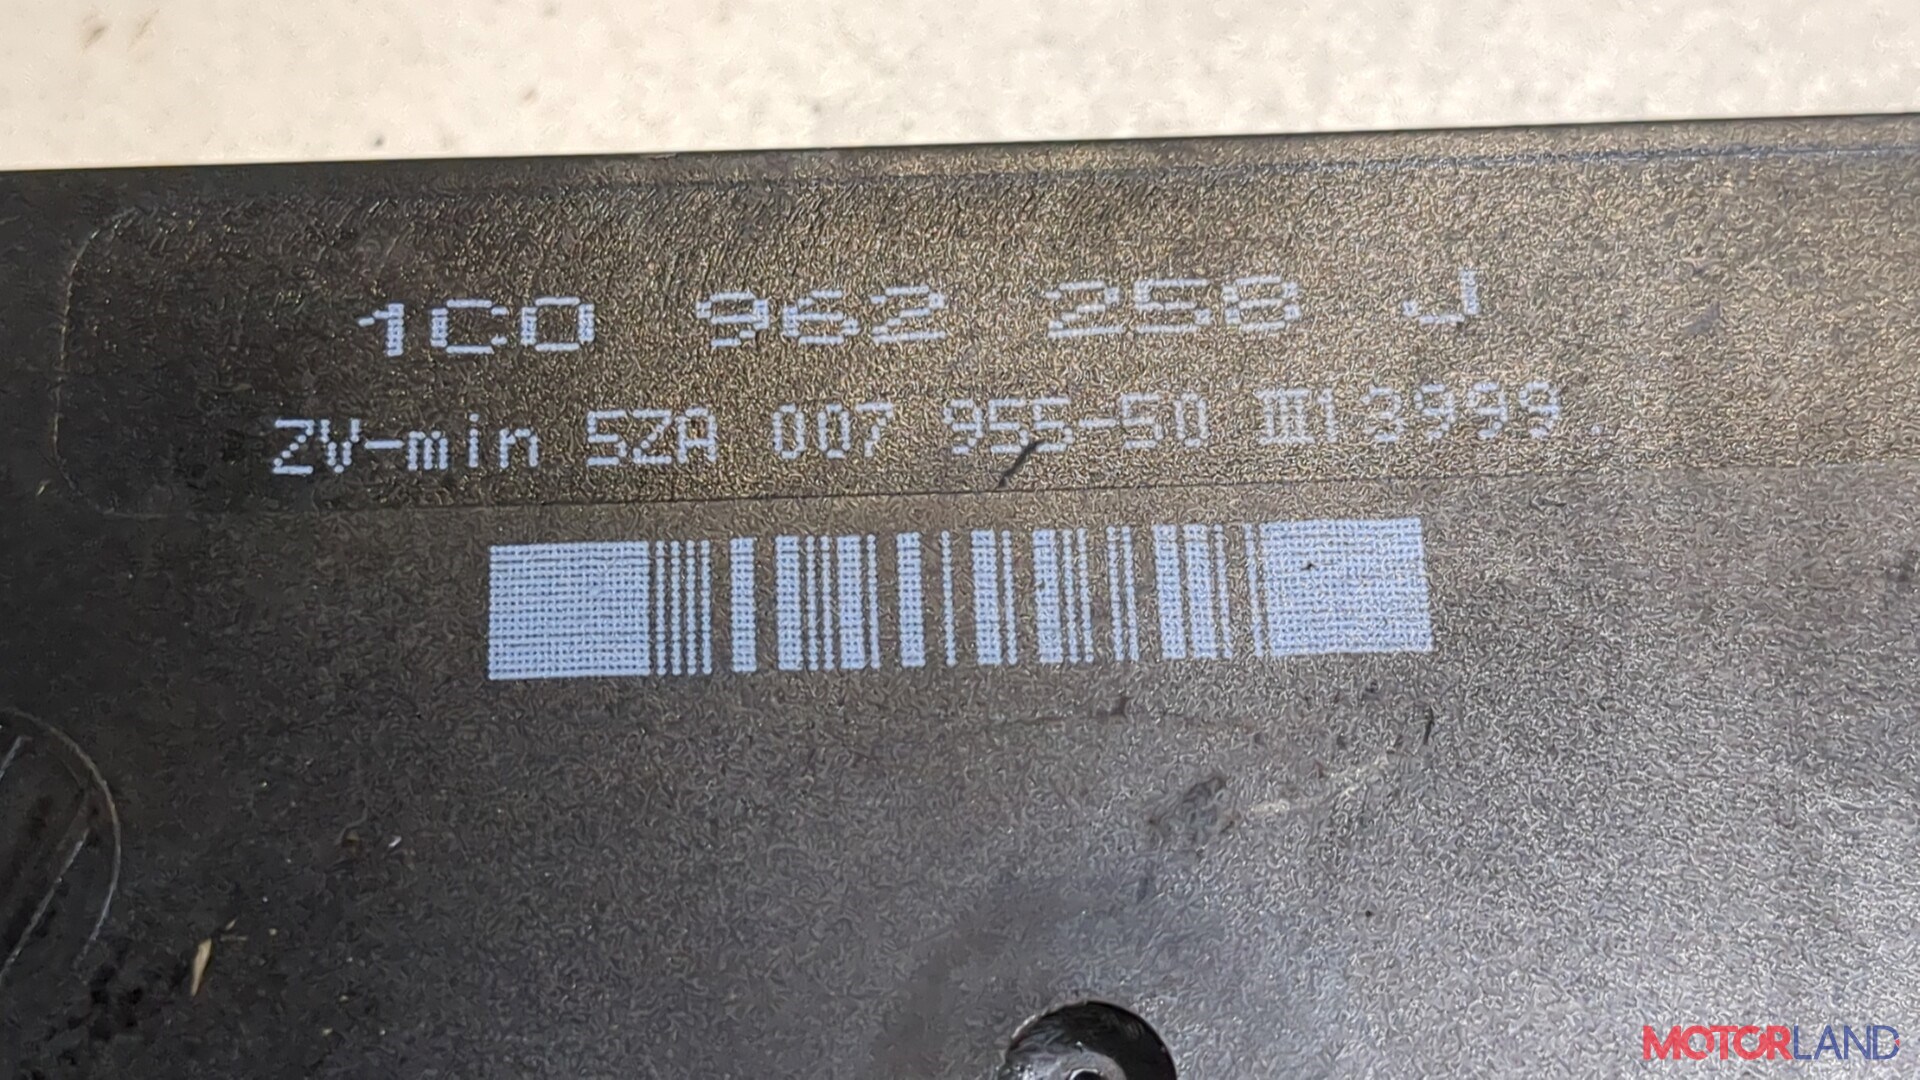 1C0 962 258 J
ZV-min 5ZA 007 955-50 III13999.
MOTORLAND